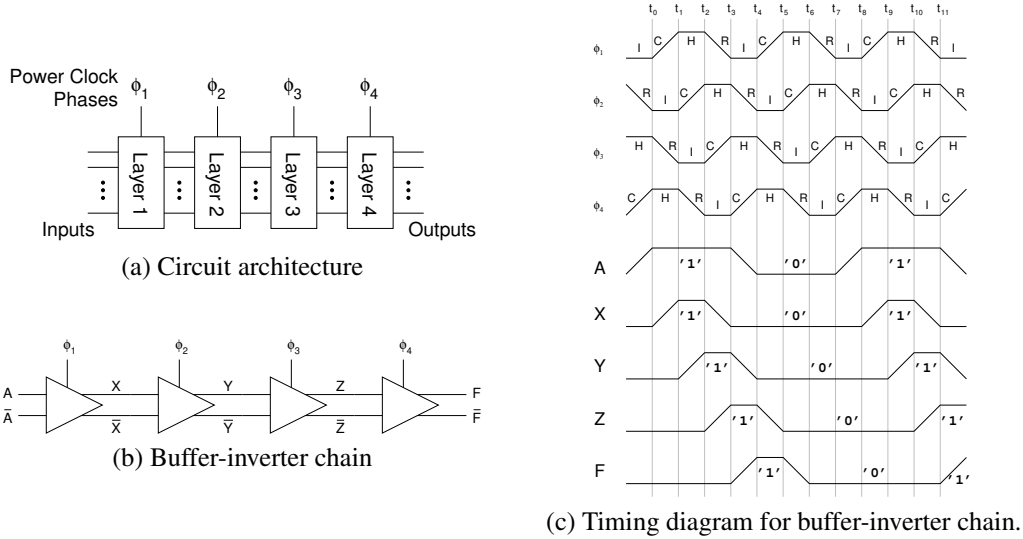 Power Clock
Phases
ϕ1 ϕ2 ϕ3 ϕ4
Layer 1
Layer 2
Layer 3
Layer 4
Inputs
Outputs
(a) Circuit architecture
ϕ1 ϕ2 ϕ3 ϕ4
A X Y Z F
A̅ X̅ Y̅ Z̅ F̅
(b) Buffer-inverter chain
t0 t1 t2 t3 t4 t5 t6 t7 t8 t9 t10 t11
ϕ1 I C H R I C H R I C H R I
ϕ2 R I C H R I C H R I C H R
ϕ3 H R I C H R I C H R I C H
ϕ4 C H R I C H R I C H R I C
A '1' '0' '1'
X '1' '0' '1'
Y '1' '0' '1'
Z '1' '0' '1'
F '1' '0' '1'
(c) Timing diagram for buffer-inverter chain.